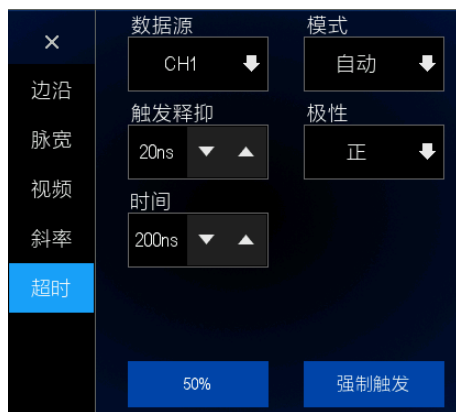 ×
边沿
脉宽
视频
斜率
超时
数据源
CH1
模式
自动
触发释抑
20ns
极性
正
时间
200ns
50%
强制触发